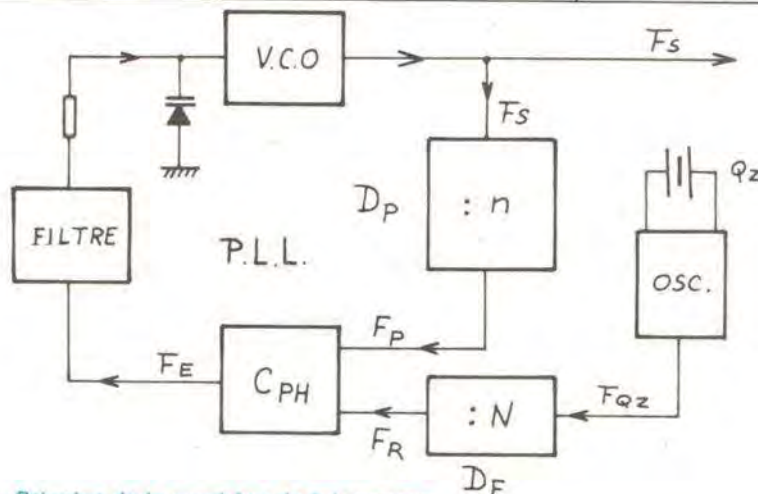 V.C.O
Fs
Fs
Qz
DP
: n
FILTRE
P.L.L.
OSC.
FP
FE
CPH
: N
FQz
FR
DF